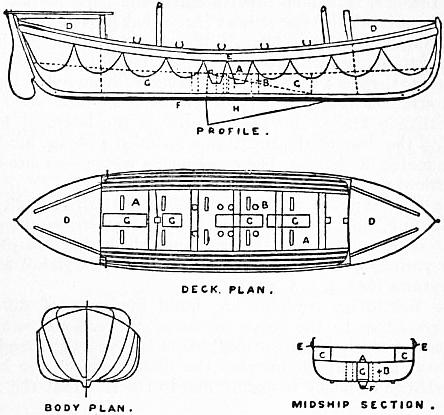 D D
E
A
G B C
F H
PROFILE.
A B
D G G G G D
A
DECK. PLAN.
E E
C A C
G B
F
BODY PLAN. MIDSHIP SECTION.